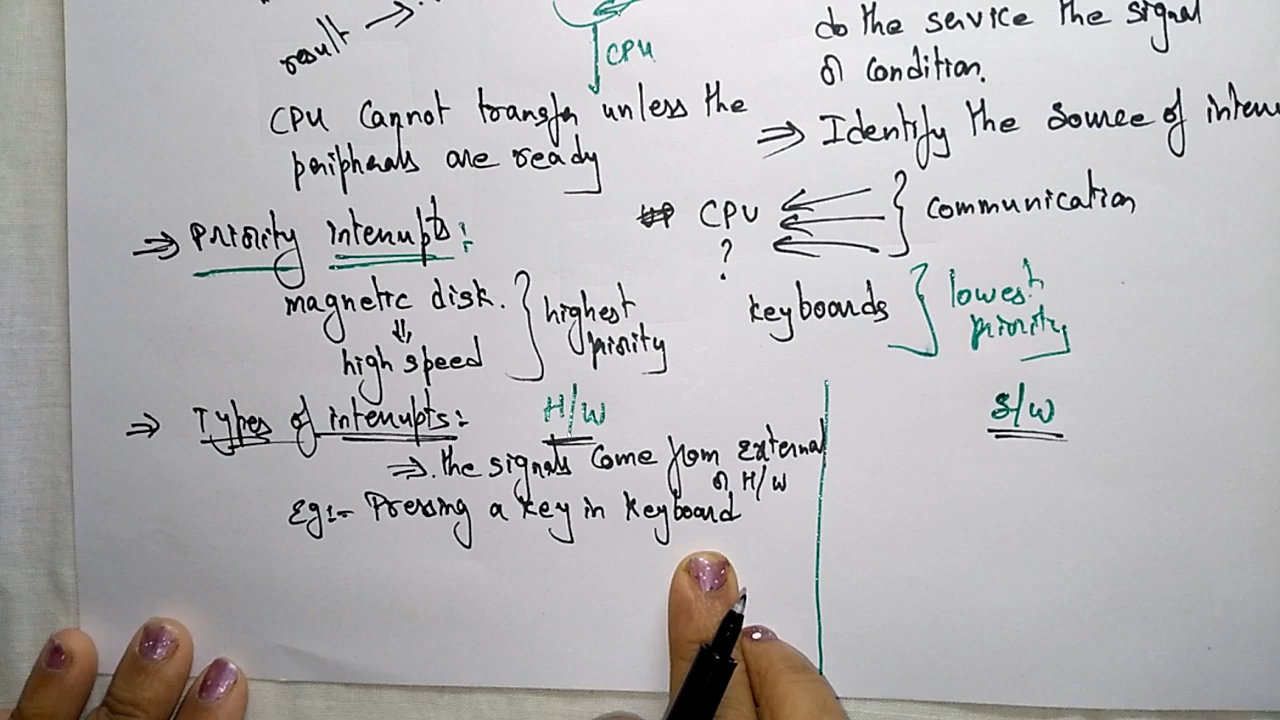 result →
CPU
do the service the signal
or condition.
CPU Cannot transfer unless the
peripherals are ready
⇒ Identify the source of
⇒ Priority interrupts:
CPU
?
} communication
magnetic disk.
⇓
high speed
} highest
priority
keyboards
} lowest
priority
⇒ Types of interrupts:
H/W
⇒ the signals come from external
or H/W
Eg:- Pressing a key in keyboard
S/W